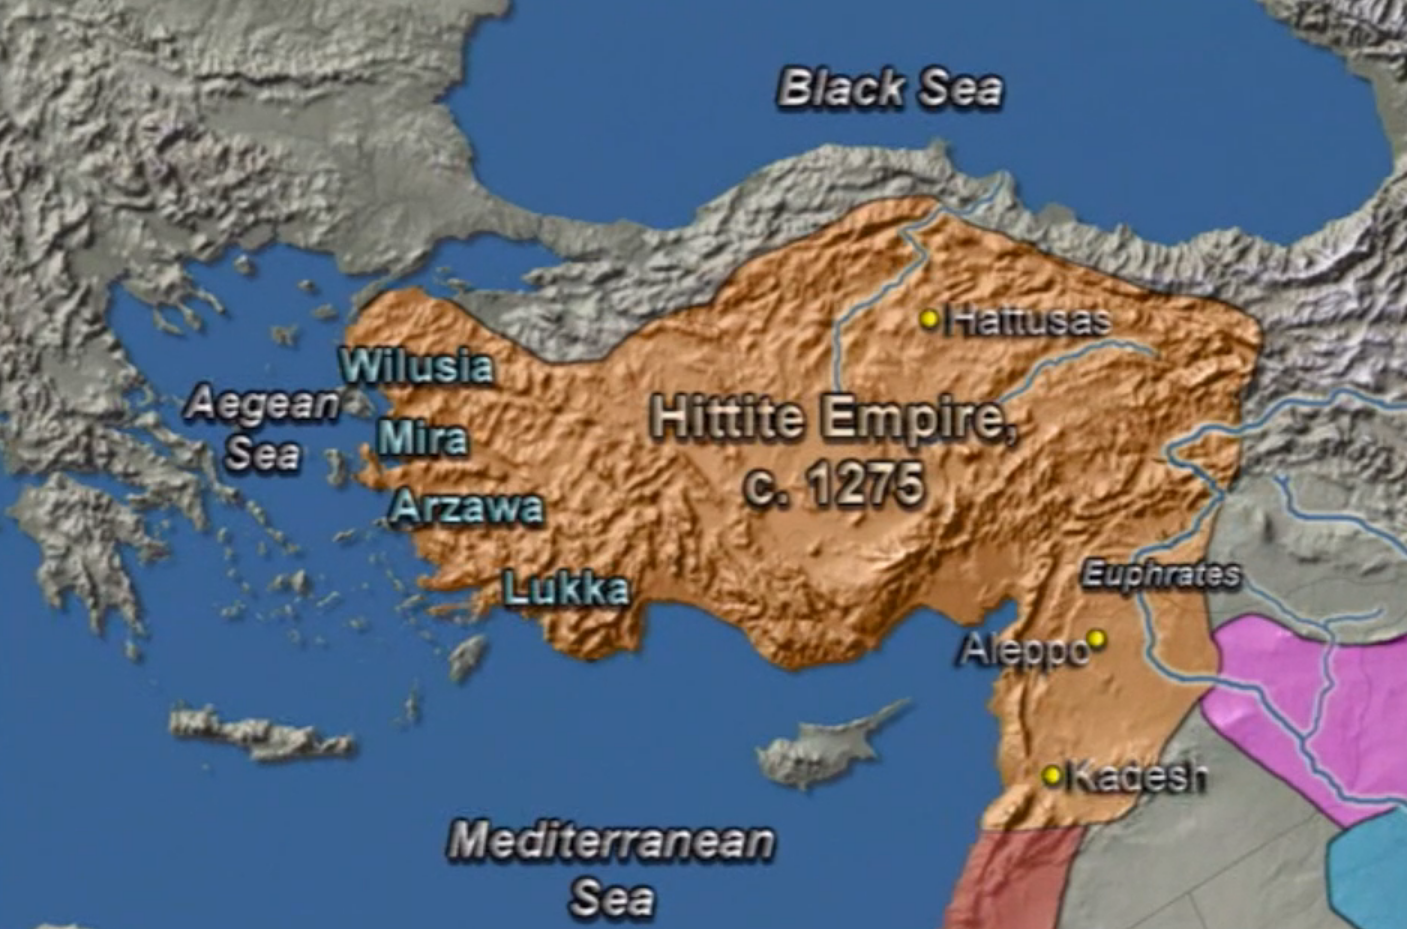 Black Sea
Hattusas
Wilusia
Aegean
Sea
Mira
Hittite Empire,
c. 1275
Arzawa
Lukka
Euphrates
Aleppo
Kadesh
Mediterranean
Sea